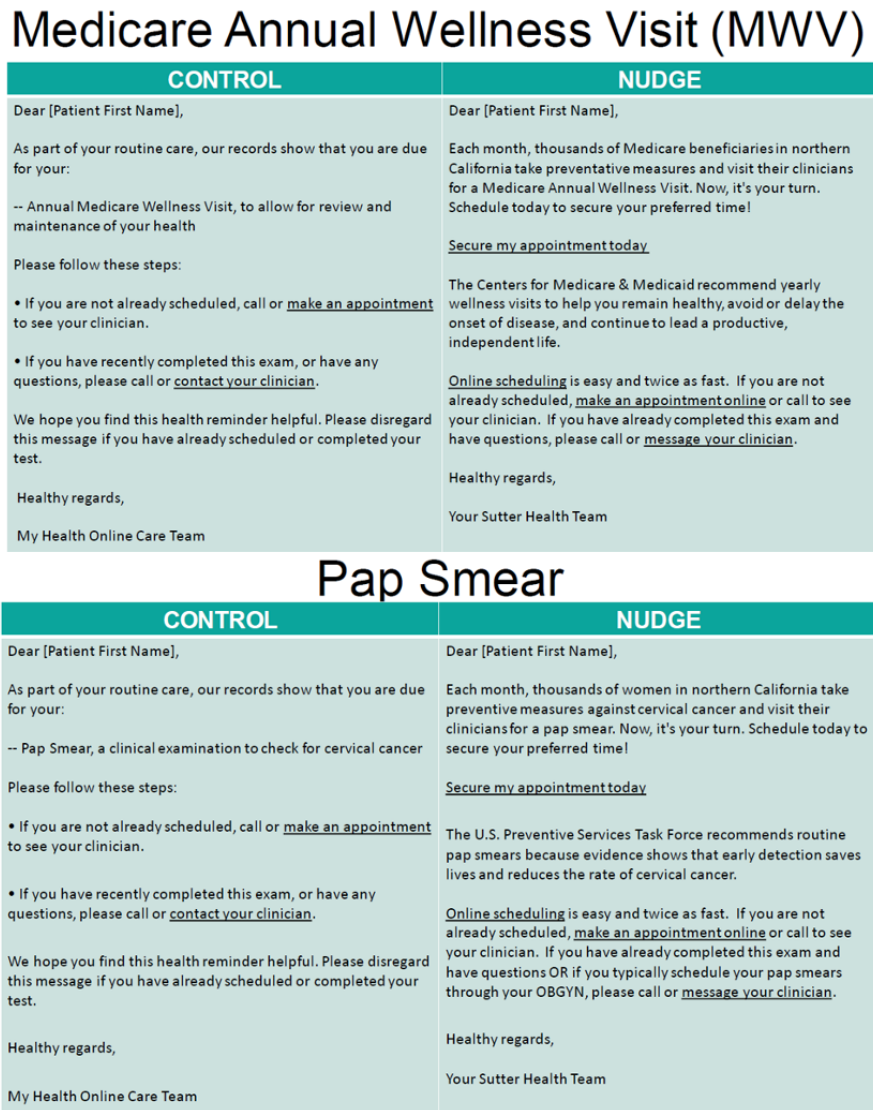 Medicare Annual Wellness Visit (MWV)
CONTROL
Dear [Patient First Name],
As part of your routine care, our records show that you are due
for your:
-- Annual Medicare Wellness Visit, to allow for review and
maintenance of your health
Please follow these steps:
• If you are not already scheduled, call or make an appointment
to see your clinician.
• If you have recently completed this exam, or have any
questions, please call or contact your clinician.
We hope you find this health reminder helpful. Please disregard
this message if you have already scheduled or completed your
test.
Healthy regards,
My Health Online Care Team
NUDGE
Dear [Patient First Name],
Each month, thousands of Medicare beneficiaries in northern
California take preventative measures and visit their clinicians
for a Medicare Annual Wellness Visit. Now, it's your turn.
Schedule today to secure your preferred time!
Secure my appointment today
The Centers for Medicare & Medicaid recommend yearly
wellness visits to help you remain healthy, avoid or delay the
onset of disease, and continue to lead a productive,
independent life.
Online scheduling is easy and twice as fast. If you are not
already scheduled, make an appointment online or call to see
your clinician. If you have already completed this exam and
have questions, please call or message your clinician.
Healthy regards,
Your Sutter Health Team
Pap Smear
CONTROL
Dear [Patient First Name],
As part of your routine care, our records show that you are due
for your:
-- Pap Smear, a clinical examination to check for cervical cancer
Please follow these steps:
• If you are not already scheduled, call or make an appointment
to see your clinician.
• If you have recently completed this exam, or have any
questions, please call or contact your clinician.
We hope you find this health reminder helpful. Please disregard
this message if you have already scheduled or completed your
test.
Healthy regards,
My Health Online Care Team
NUDGE
Dear [Patient First Name],
Each month, thousands of women in northern California take
preventive measures against cervical cancer and visit their
clinicians for a pap smear. Now, it's your turn. Schedule today to
secure your preferred time!
Secure my appointment today
The U.S. Preventive Services Task Force recommends routine
pap smears because evidence shows that early detection saves
lives and reduces the rate of cervical cancer.
Online scheduling is easy and twice as fast. If you are not
already scheduled, make an appointment online or call to see
your clinician. If you have already completed this exam and
have questions OR if you typically schedule your pap smears
through your OBGYN, please call or message your clinician.
Healthy regards,
Your Sutter Health Team